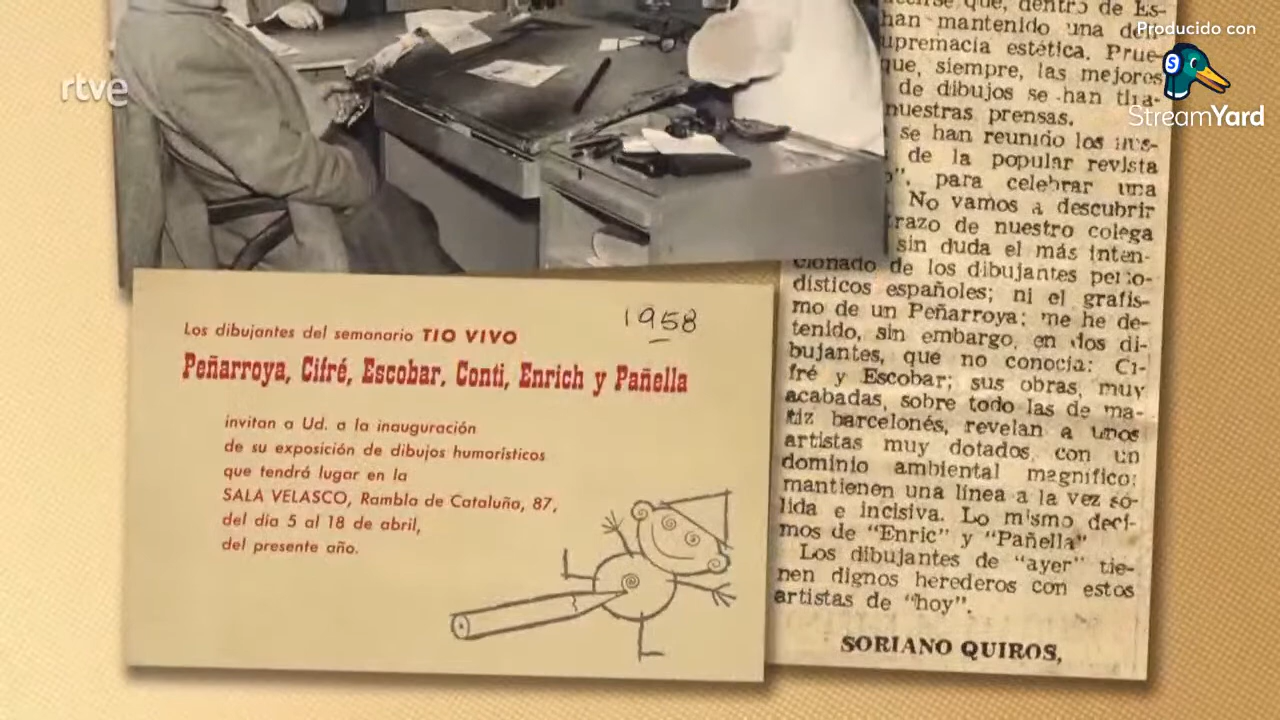 rtve
Producido con
S
StreamYard
1958
Los dibujantes del semanario TIO VIVO
Peñarroya, Cifré, Escobar, Conti, Enrich y Pañella
invitan a Ud. a la inauguración
de su exposición de dibujos humorísticos
que tendrá lugar en la
SALA VELASCO, Rambla de Cataluña, 87,
del día 5 al 18 de abril,
del presente año.
que, dentro de Es-
han mantenido una
supremacía estética. Prue-
que, siempre, las mejores
de dibujos se han tira-
nuestras prensas.
se han reunido los
de la popular revista
", para celebrar una
No vamos a descubrir
trazo de nuestro colega
sin duda el más inten-
cionado de los dibujantes perio-
dísticos españoles; ni el grafis-
mo de un Peñarroya; me he de-
tenido, sin embargo, en dos di-
bujantes, que no conocía: Ci-
fré y Escobar; sus obras, muy
acabadas, sobre todo las de ma-
tiz barcelonés, revelan a unos
artistas muy dotados, con un
dominio ambiental magnífico;
mantienen una línea a la vez só-
lida e incisiva. Lo mismo deci-
mos de "Enric" y "Pañella"
Los dibujantes de "ayer" tie-
nen dignos herederos con estos
artistas de "hoy".
SORIANO QUIROS,